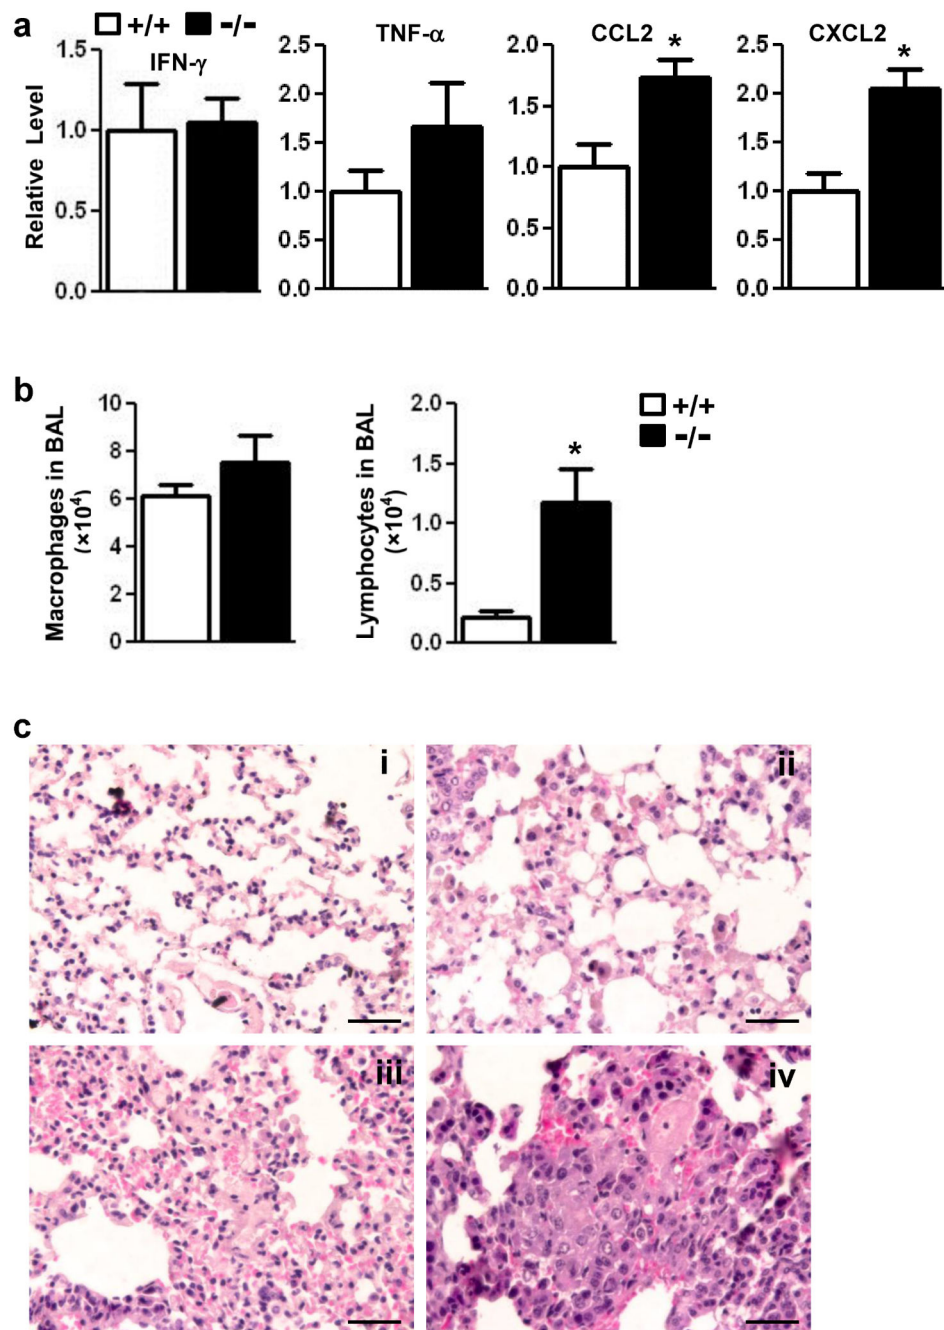 a
+/+ -/-
IFN-γ
TNF-α
CCL2
CXCL2
Relative Level
1.5
1.0
0.5
0.0
2.5
2.0
1.5
1.0
0.5
0.0
2.0
1.5
1.0
0.5
0.0
2.5
2.0
1.5
1.0
0.5
0.0
*
*
b
Macrophages in BAL
(×10⁴)
10
8
6
4
2
0
Lymphocytes in BAL
(×10⁴)
2.0
1.5
1.0
0.5
0.0
*
+/+
-/-
c
i
ii
iii
iv